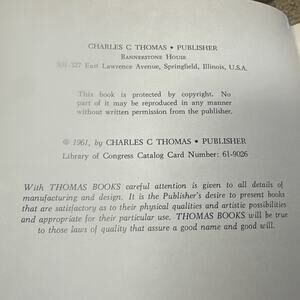 CHARLES C THOMAS • PUBLISHER
BANNERSTONE HOUSE
301-327 East Lawrence Avenue, Springfield, Illinois, U.S.A.
This book is protected by copyright. No
part of it may be reproduced in any manner
without written permission from the publisher.
© 1961, by CHARLES C THOMAS • PUBLISHER
Library of Congress Catalog Card Number: 61-9026
With THOMAS BOOKS careful attention is given to all details of
manufacturing and design. It is the Publisher's desire to present books
that are satisfactory as to their physical qualities and artistic possibilities
and appropriate for their particular use. THOMAS BOOKS will be true
to those laws of quality that assure a good name and good will.